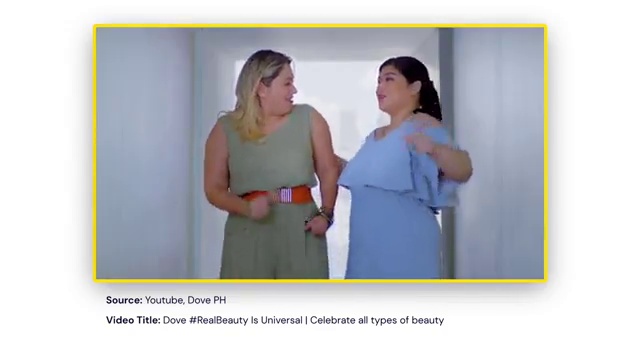 Source: Youtube, Dove PH
Video Title: Dove #RealBeauty Is Universal | Celebrate all types of beauty